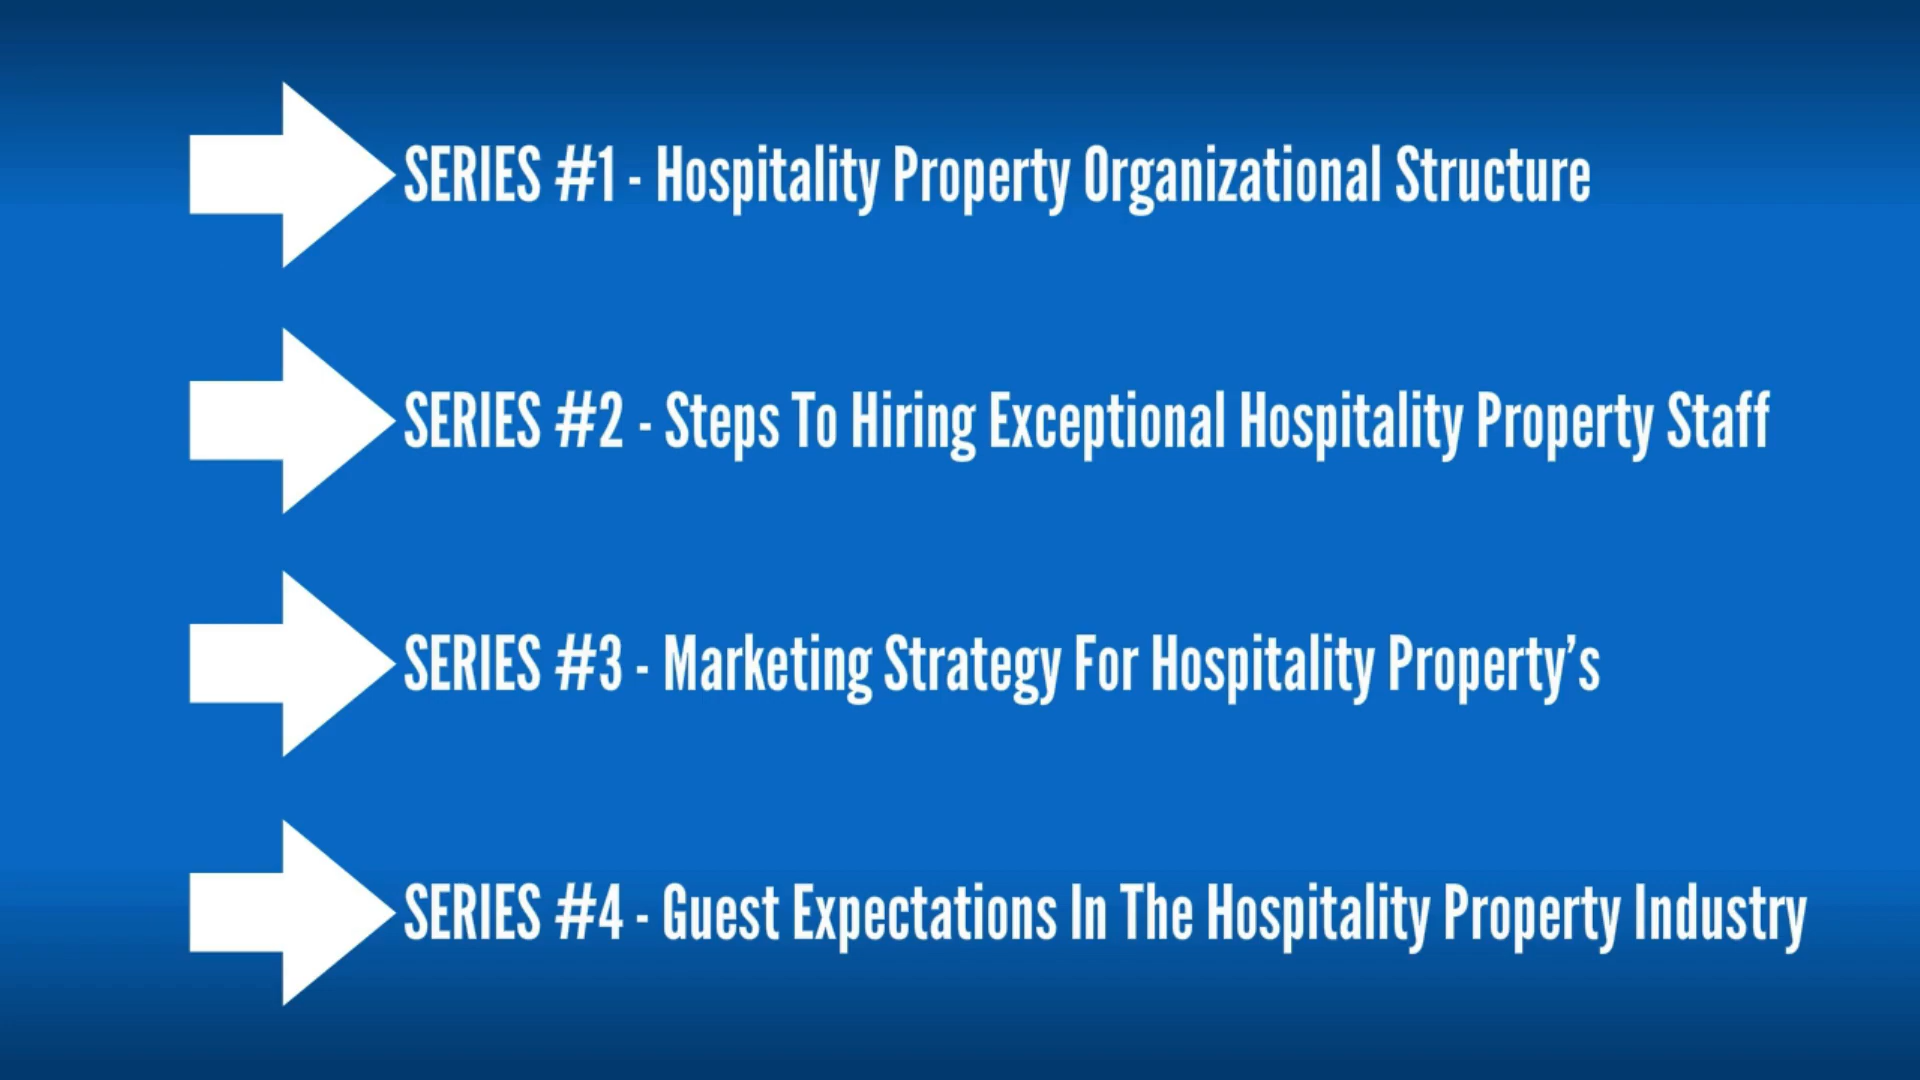 SERIES #1 - Hospitality Property Organizational Structure
SERIES #2 - Steps To Hiring Exceptional Hospitality Property Staff
SERIES #3 - Marketing Strategy For Hospitality Property’s
SERIES #4 - Guest Expectations In The Hospitality Property Industry